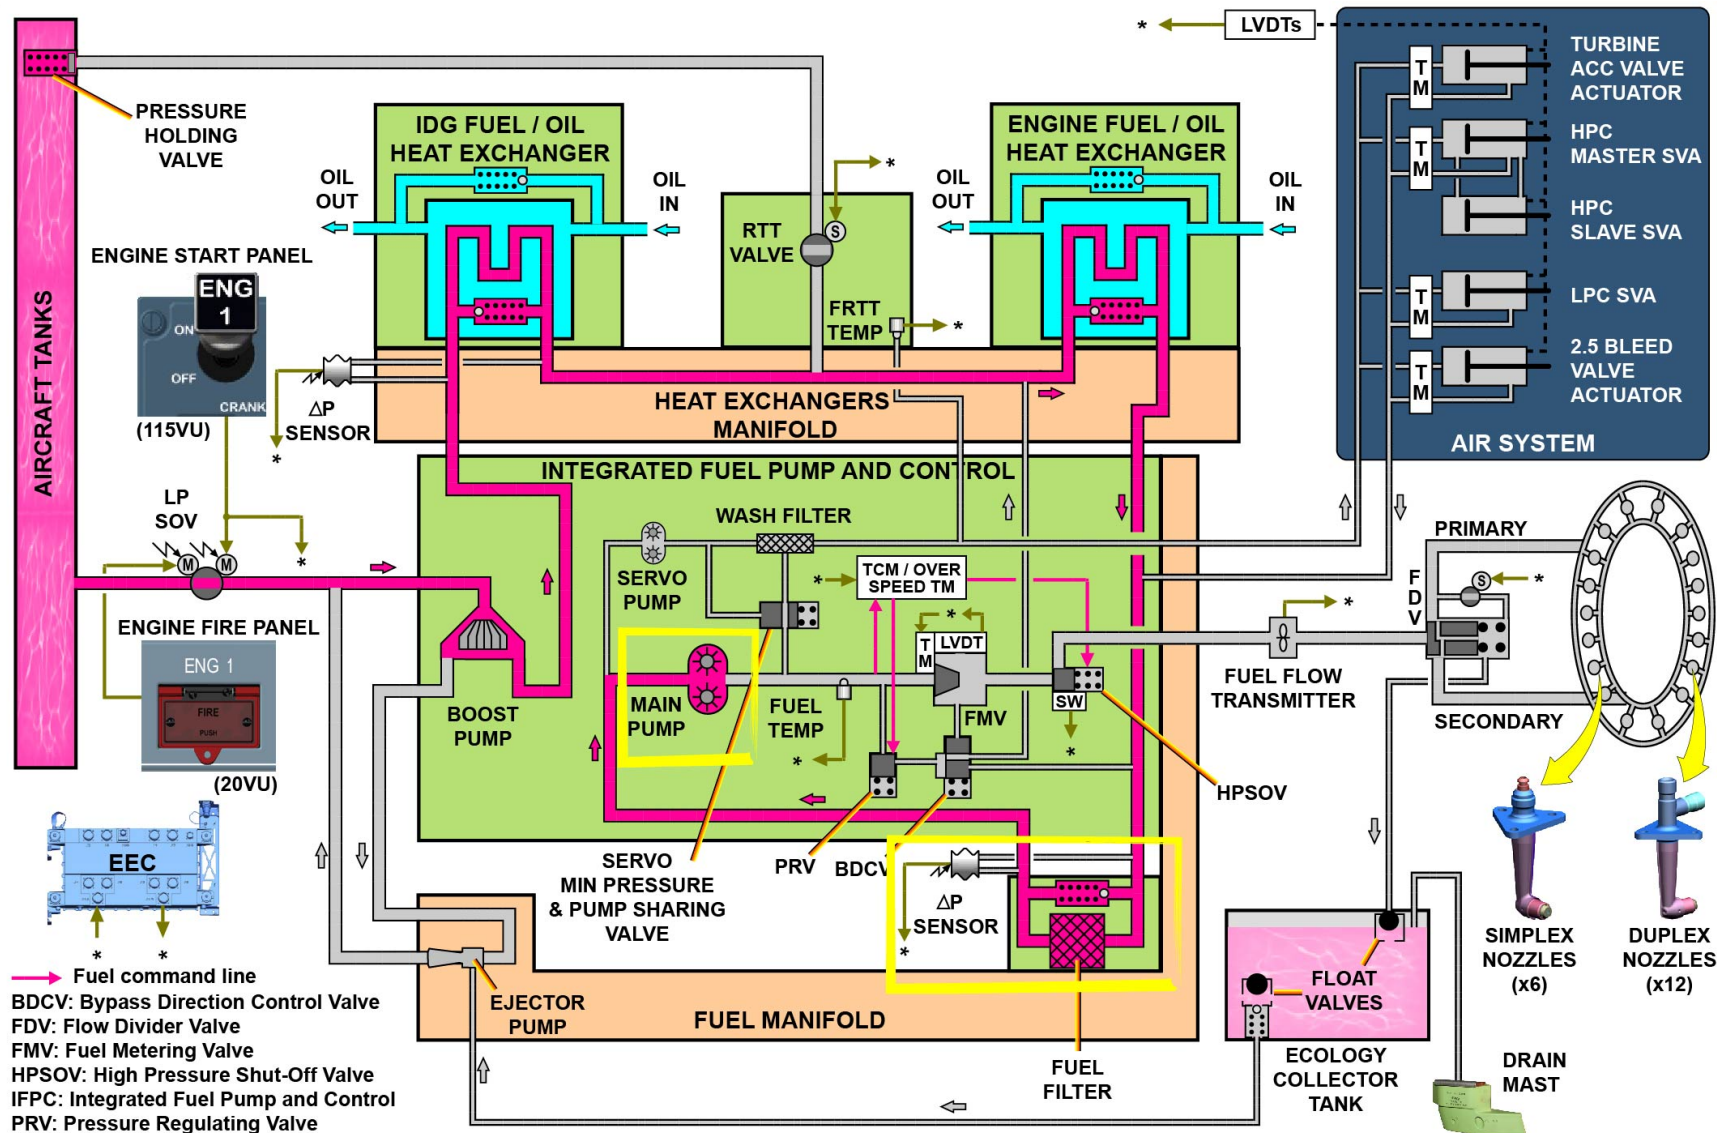 LVDTs
*
TURBINE
ACC VALVE
ACTUATOR
T
M
PRESSURE
HOLDING
VALVE
IDG FUEL / OIL
HEAT EXCHANGER
ENGINE FUEL / OIL
HEAT EXCHANGER
HPC
MASTER SVA
T
M
OIL
OUT
OIL
IN
*
OIL
OUT
OIL
IN
RTT
VALVE
S
HPC
SLAVE SVA
ENGINE START PANEL
ENG
1
ON
OFF
CRANK
(115VU)
FRTT
TEMP
*
T
M
LPC SVA
2.5 BLEED
VALVE
ACTUATOR
T
M
AIR SYSTEM
ΔP
SENSOR
*
HEAT EXCHANGERS
MANIFOLD
AIRCRAFT TANKS
INTEGRATED FUEL PUMP AND CONTROL
LP
SOV
M
M
*
WASH FILTER
SERVO
PUMP
*
TCM / OVER
SPEED TM
PRIMARY
F
D
V
S
*
ENGINE FIRE PANEL
ENG 1
FIRE
PUSH
(20VU)
*
T
M
LVDT
*
FUEL FLOW
TRANSMITTER
MAIN
PUMP
FUEL
TEMP
*
FMV
SW
*
BOOST
PUMP
SECONDARY
HPSOV
EEC
*
*
SERVO
MIN PRESSURE
& PUMP SHARING
VALVE
PRV
BDCV
ΔP
SENSOR
*
SIMPLEX
NOZZLES
(x6)
DUPLEX
NOZZLES
(x12)
FLOAT
VALVES
EJECTOR
PUMP
FUEL MANIFOLD
FUEL
FILTER
ECOLOGY
COLLECTOR
TANK
DRAIN
MAST
Fuel command line
BDCV: Bypass Direction Control Valve
FDV: Flow Divider Valve
FMV: Fuel Metering Valve
HPSOV: High Pressure Shut-Off Valve
IFPC: Integrated Fuel Pump and Control
PRV: Pressure Regulating Valve